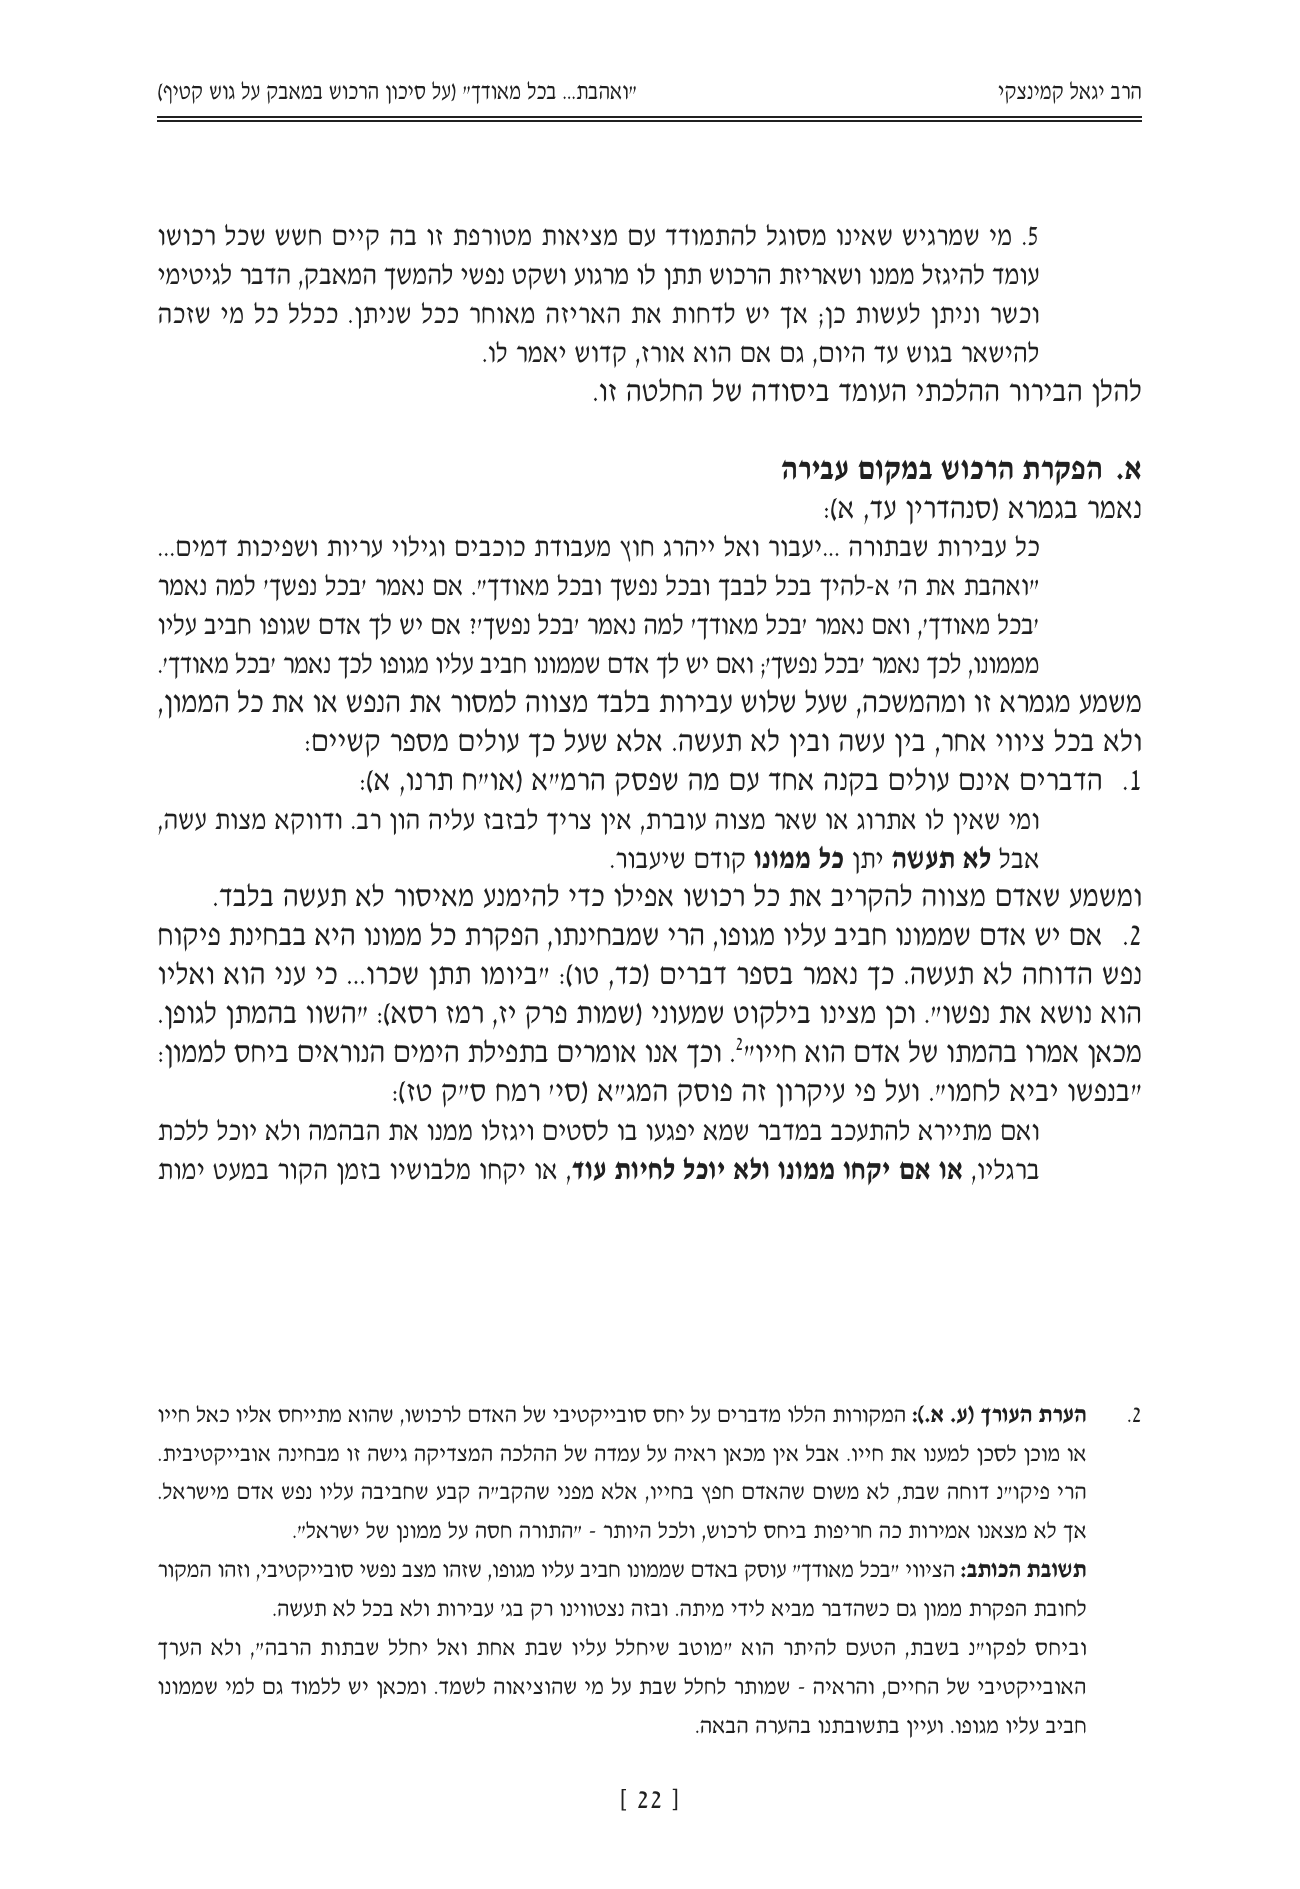 הרב יגאל קמינצקי
"ואהבת... בכל מאודך" (על סיכון הרכוש במאבק על גוש קטיף)
5. מי שמרגיש שאינו מסוגל להתמודד עם מציאות מטורפת זו בה קיים חשש שכל רכושו
עומד להיגזל ממנו ושאריזת הרכוש תתן לו מרגוע ושקט נפשי להמשך המאבק, הדבר לגיטימי
וכשר וניתן לעשות כן; אך יש לדחות את האריזה מאוחר ככל שניתן. ככלל כל מי שזכה
להישאר בגוש עד היום, גם אם הוא אורז, קדוש יאמר לו.
להלן הבירור ההלכתי העומד ביסודה של החלטה זו.
א. הפקרת הרכוש במקום עבירה
נאמר בגמרא (סנהדרין עד, א):
כל עבירות שבתורה ...יעבור ואל ייהרג חוץ מעבודת כוכבים וגילוי עריות ושפיכות דמים...
"ואהבת את ה' א-להיך בכל לבבך ובכל נפשך ובכל מאודך". אם נאמר 'בכל נפשך' למה נאמר
'בכל מאודך', ואם נאמר 'בכל מאודך' למה נאמר 'בכל נפשך'? אם יש לך אדם שגופו חביב עליו
מממונו, לכך נאמר 'בכל נפשך'; ואם יש לך אדם שממונו חביב עליו מגופו לכך נאמר 'בכל מאודך'.
משמע מגמרא זו ומהמשכה, שעל שלוש עבירות בלבד מצווה למסור את הנפש או את כל הממון,
ולא בכל ציווי אחר, בין עשה ובין לא תעשה. אלא שעל כך עולים מספר קשיים:
1. הדברים אינם עולים בקנה אחד עם מה שפסק הרמ"א (או"ח תרנו, א):
ומי שאין לו אתרוג או שאר מצוה עוברת, אין צריך לבזבז עליה הון רב. ודווקא מצות עשה,
אבל לא תעשה יתן כל ממונו קודם שיעבור.
ומשמע שאדם מצווה להקריב את כל רכושו אפילו כדי להימנע מאיסור לא תעשה בלבד.
2. אם יש אדם שממונו חביב עליו מגופו, הרי שמבחינתו, הפקרת כל ממונו היא בבחינת פיקוח
נפש הדוחה לא תעשה. כך נאמר בספר דברים (כד, טו): "ביומו תתן שכרו... כי עני הוא ואליו
הוא נושא את נפשו". וכן מצינו בילקוט שמעוני (שמות פרק יז, רמז רסא): "השוו בהמתן לגופן.
מכאן אמרו בהמתו של אדם הוא חייו"2. וכך אנו אומרים בתפילת הימים הנוראים ביחס לממון:
"בנפשו יביא לחמו". ועל פי עיקרון זה פוסק המג"א (סי' רמח ס"ק טז):
ואם מתיירא להתעכב במדבר שמא יפגעו בו לסטים ויגזלו ממנו את הבהמה ולא יוכל ללכת
ברגליו, או אם יקחו ממונו ולא יוכל לחיות עוד, או יקחו מלבושיו בזמן הקור במעט ימות
2. הערת העורך (ע. א.): המקורות הללו מדברים על יחס סובייקטיבי של האדם לרכושו, שהוא מתייחס אליו כאל חייו
או מוכן לסכן למענו את חייו. אבל אין מכאן ראיה על עמדה של ההלכה המצדיקה גישה זו מבחינה אובייקטיבית.
הרי פיקו"נ דוחה שבת, לא משום שהאדם חפץ בחייו, אלא מפני שהקב"ה קבע שחביבה עליו נפש אדם מישראל.
אך לא מצאנו אמירות כה חריפות ביחס לרכוש, ולכל היותר - "התורה חסה על ממונן של ישראל".
תשובת הכותב: הציווי "בכל מאודך" עוסק באדם שממונו חביב עליו מגופו, שזהו מצב נפשי סובייקטיבי, וזהו המקור
לחובת הפקרת ממון גם כשהדבר מביא לידי מיתה. ובזה נצטווינו רק בג' עבירות ולא בכל לא תעשה.
וביחס לפקו"נ בשבת, הטעם להיתר הוא "מוטב שיחלל עליו שבת אחת ואל יחלל שבתות הרבה", ולא הערך
האובייקטיבי של החיים, והראיה - שמותר לחלל שבת על מי שהוציאוה לשמד. ומכאן יש ללמוד גם למי שממונו
חביב עליו מגופו. ועיין בתשובתנו בהערה הבאה.
[ 22 ]